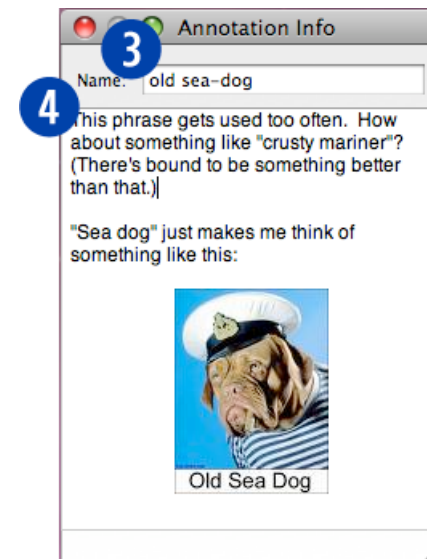 Annotation Info
3
Name: old sea-dog
4
This phrase gets used too often. How
about something like "crusty mariner"?
(There's bound to be something better
than that.)
"Sea dog" just makes me think of
something like this:
Old Sea Dog